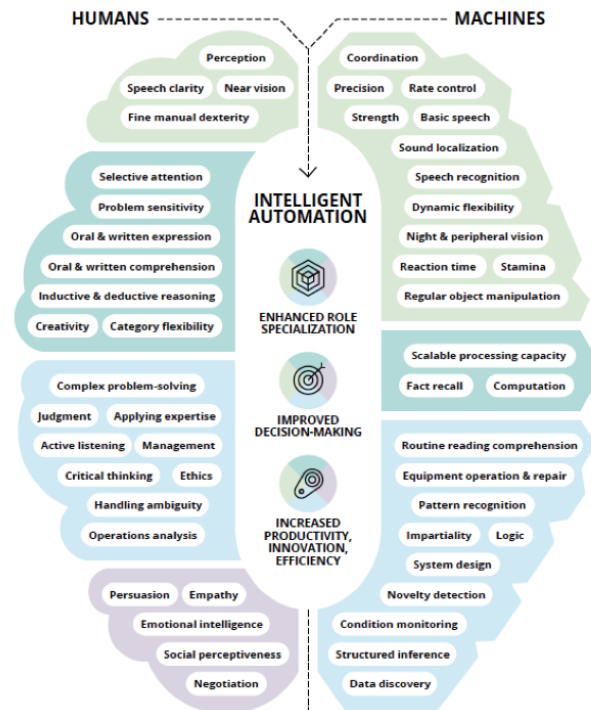 HUMANS
MACHINES
Perception
Speech clarity
Near vision
Fine manual dexterity
Selective attention
Problem sensitivity
Oral & written expression
Oral & written comprehension
Inductive & deductive reasoning
Creativity
Category flexibility
Complex problem-solving
Judgment
Applying expertise
Active listening
Management
Critical thinking
Ethics
Handling ambiguity
Operations analysis
Persuasion
Empathy
Emotional intelligence
Social perceptiveness
Negotiation
INTELLIGENT
AUTOMATION
ENHANCED ROLE
SPECIALIZATION
IMPROVED
DECISION-MAKING
INCREASED
PRODUCTIVITY,
INNOVATION,
EFFICIENCY
Coordination
Precision
Rate control
Strength
Basic speech
Sound localization
Speech recognition
Dynamic flexibility
Night & peripheral vision
Reaction time
Stamina
Regular object manipulation
Scalable processing capacity
Fact recall
Computation
Routine reading comprehension
Equipment operation & repair
Pattern recognition
Impartiality
Logic
System design
Novelty detection
Condition monitoring
Structured inference
Data discovery